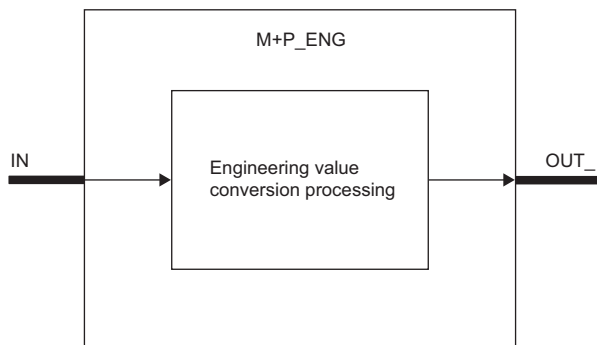 M+P_ENG
IN
Engineering value
conversion processing
OUT_